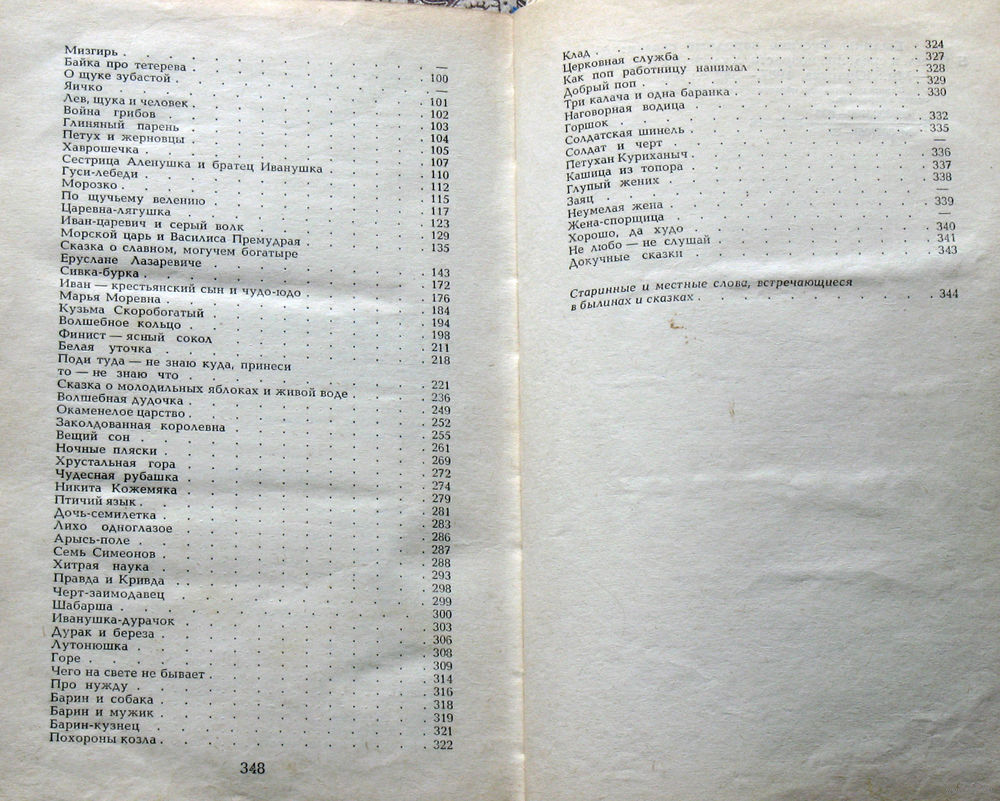 Мизгирь . . . . . . . —
Байка про тетерева . . . . . . . 100
О щуке зубастой . . . . . . . —
Яичко . . . . . . . 101
Лев, щука и человек . . . . . . . 102
Война грибов . . . . . . . 103
Глиняный парень . . . . . . . 104
Петух и жерновцы . . . . . . . 105
Хаврошечка . . . . . . . 107
Сестрица Аленушка и братец Иванушка . . . . 110
Гуси-лебеди . . . . . . . 112
Морозко . . . . . . . 115
По щучьему велению . . . . . . . 117
Царевна-лягушка . . . . . . . 123
Иван-царевич и серый волк . . . . . . . 129
Морской царь и Василиса Премудрая . . . . 135
Сказка о славном, могучем богатыре
Еруслане Лазаревиче . . . . . . . 143
Сивка-бурка . . . . . . . 172
Иван — крестьянский сын и чудо-юдо . . . . 176
Марья Моревна . . . . . . . 184
Кузьма Скоробогатый . . . . . . . 194
Волшебное кольцо . . . . . . . 198
Финист — ясный сокол . . . . . . . 211
Белая уточка . . . . . . . 218
Поди туда — не знаю куда, принеси
то — не знаю что . . . . . . . 221
Сказка о молодильных яблоках и живой воде . . . 236
Волшебная дудочка . . . . . . . 249
Окаменелое царство . . . . . . . 252
Заколдованная королевна . . . . . . . 255
Вещий сон . . . . . . . 261
Ночные пляски . . . . . . . 269
Хрустальная гора . . . . . . . 272
Чудесная рубашка . . . . . . . 274
Никита Кожемяка . . . . . . . 279
Птичий язык . . . . . . . 281
Дочь-семилетка . . . . . . . 283
Лихо одноглазое . . . . . . . 286
Арысь-поле . . . . . . . 287
Семь Симеонов . . . . . . . 288
Хитрая наука . . . . . . . 293
Правда и Кривда . . . . . . . 298
Черт-заимодавец . . . . . . . 299
Шабарша . . . . . . . 300
Иванушка-дурачок . . . . . . . 303
Дурак и береза . . . . . . . 306
Лутонюшка . . . . . . . 308
Горе . . . . . . . 309
Чего на свете не бывает . . . . . . . 314
Про нужду . . . . . . . 316
Барин и собака . . . . . . . 318
Барин и мужик . . . . . . . 319
Барин-кузнец . . . . . . . 321
Похороны козла . . . . . . . 322
348
Клад . . . . . . . 324
Церковная служба . . . . . . . 327
Как поп работницу нанимал . . . . . . . 328
Добрый поп . . . . . . . 329
Три калача и одна баранка . . . . . . . 330
Наговорная водица . . . . . . .
Горшок . . . . . . . 332
Солдатская шинель . . . . . . . 335
Солдат и черт . . . . . . .
Петухан Куриханыч . . . . . . . 336
Кашица из топора . . . . . . . 337
Глупый жених . . . . . . . 338
Заяц . . . . . . . —
Неумелая жена . . . . . . . 339
Жена-спорщица . . . . . . . —
Хорошо, да худо . . . . . . . 340
Не любо — не слушай . . . . . . . 341
Докучные сказки . . . . . . . 343
Старинные и местные слова, встречающиеся
в былинах и сказках . . . . . . . 344